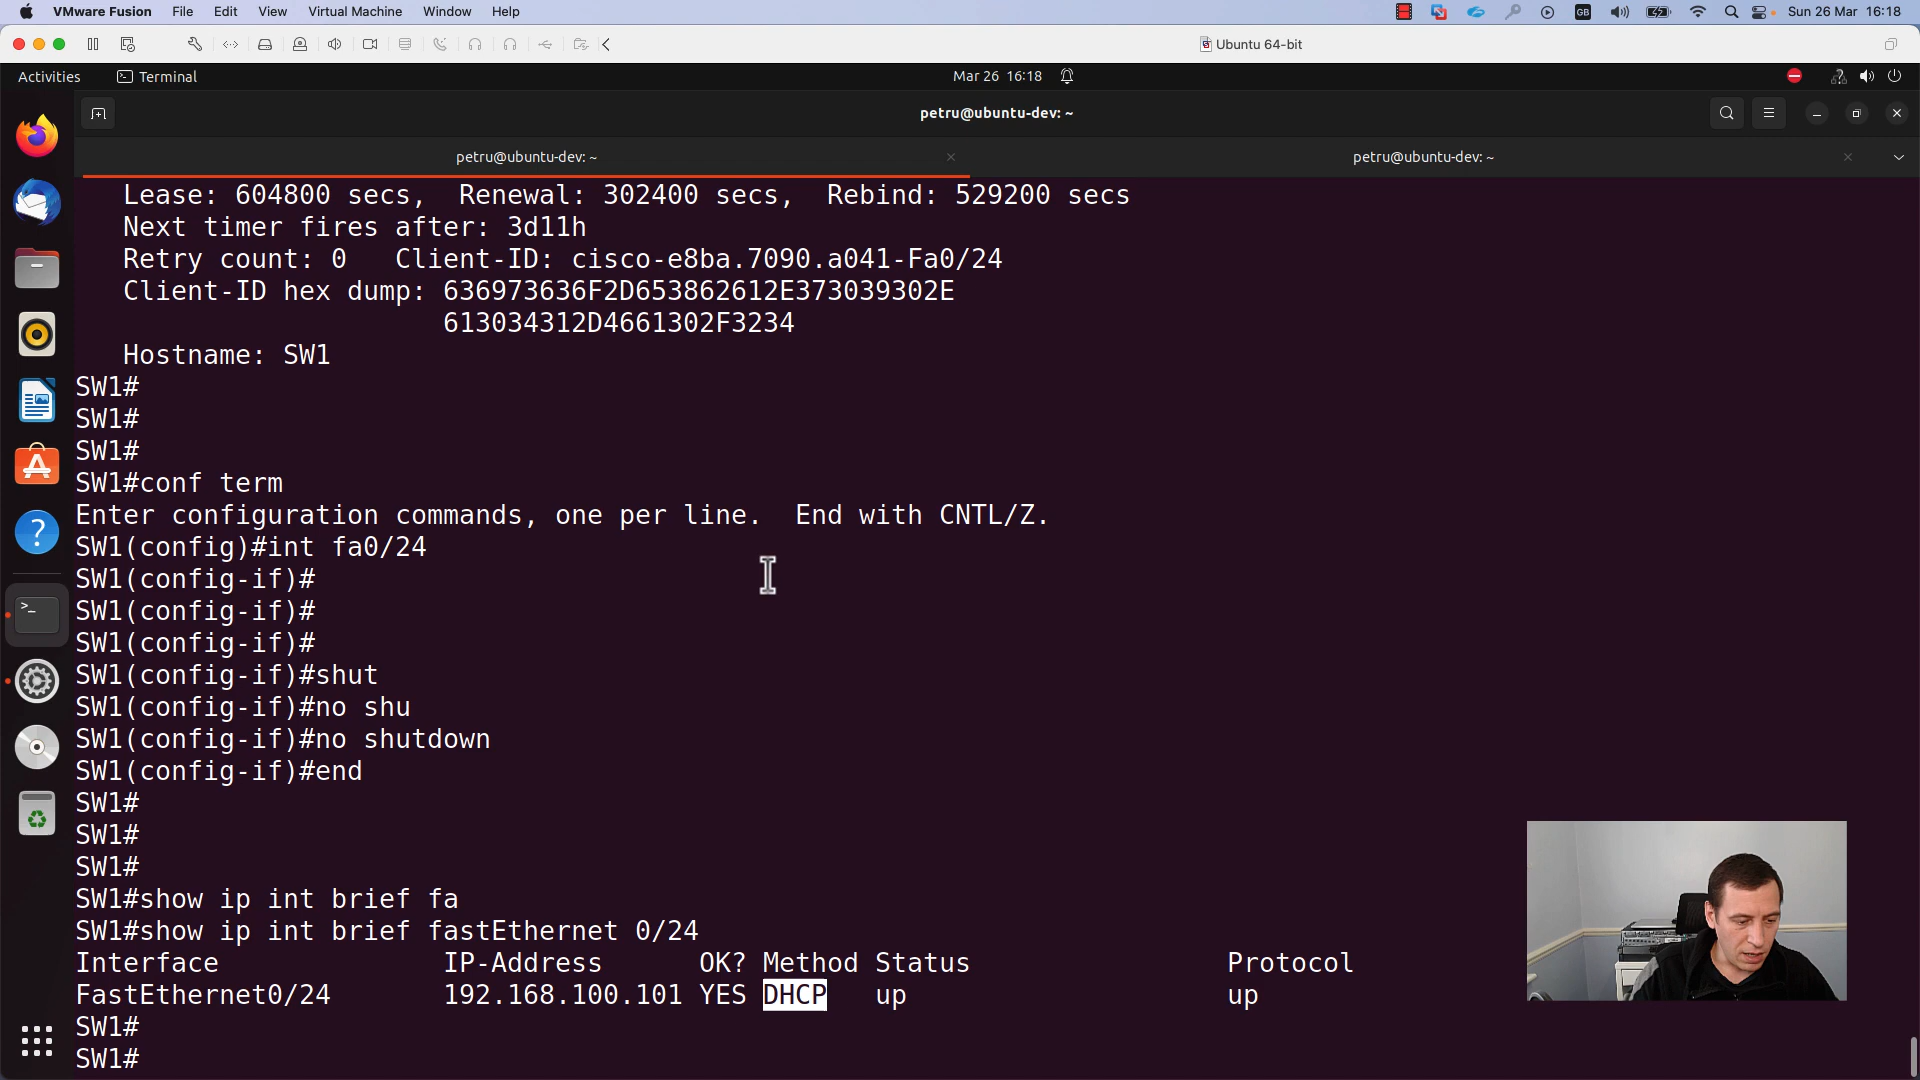 VMware Fusion File Edit View Virtual Machine Window Help GB Sun 26 Mar 16:18
Ubuntu 64-bit
Activities Terminal Mar 26 16:18
petru@ubuntu-dev: ~
petru@ubuntu-dev: ~ petru@ubuntu-dev: ~
Lease: 604800 secs, Renewal: 302400 secs, Rebind: 529200 secs
Next timer fires after: 3d11h
Retry count: 0 Client-ID: cisco-e8ba.7090.a041-Fa0/24
Client-ID hex dump: 636973636F2D653862612E373039302E
613034312D4661302F3234
Hostname: SW1
SW1#
SW1#
SW1#
SW1#conf term
Enter configuration commands, one per line. End with CNTL/Z.
SW1(config)#int fa0/24
SW1(config-if)#
SW1(config-if)#
SW1(config-if)#
SW1(config-if)#shut
SW1(config-if)#no shu
SW1(config-if)#no shutdown
SW1(config-if)#end
SW1#
SW1#
SW1#
SW1#show ip int brief fa
SW1#show ip int brief fastEthernet 0/24
Interface IP-Address OK? Method Status Protocol
FastEthernet0/24 192.168.100.101 YES DHCP up up
SW1#
SW1#